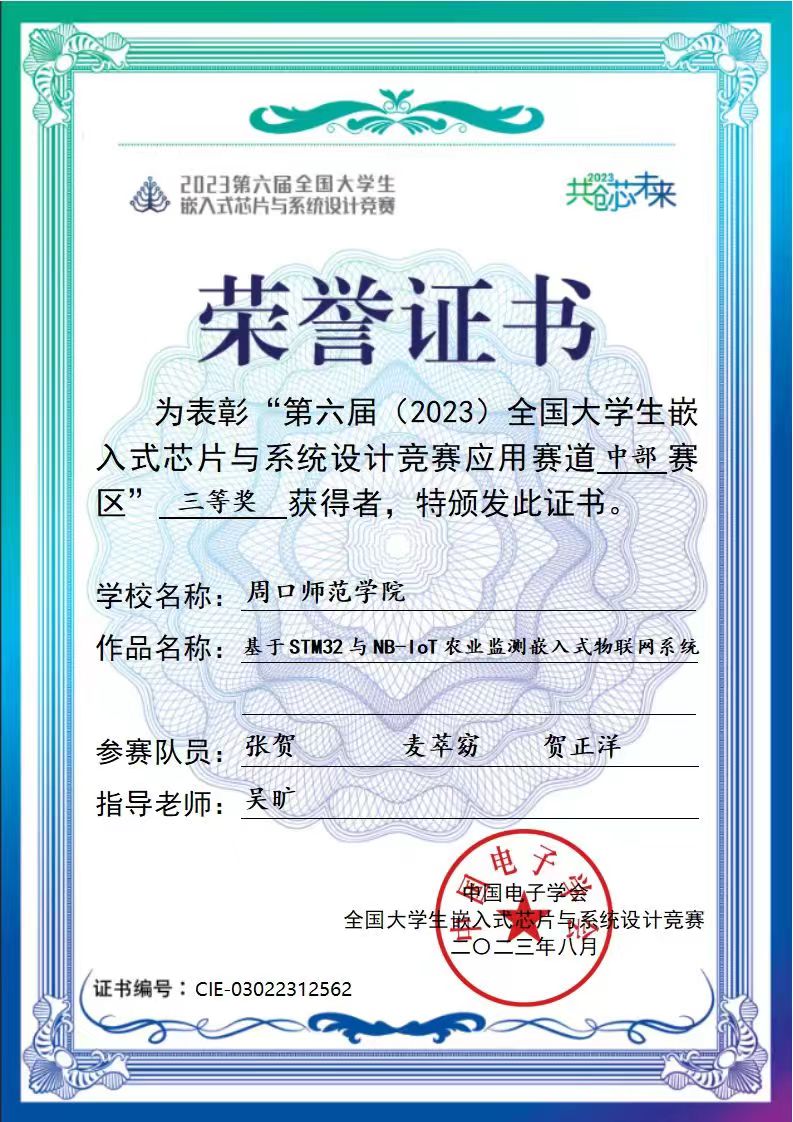 2023第六届全国大学生
嵌入式芯片与系统设计竞赛
2023
共创芯未来
荣誉证书
为表彰“第六届（2023）全国大学生嵌
入式芯片与系统设计竞赛应用赛道中部赛
区”三等奖获得者，特颁发此证书。
学校名称：周口师范学院
作品名称：基于STM32与NB-IoT农业监测嵌入式物联网系统
参赛队员：张贺 麦萃窈 贺正洋
指导老师：吴旷
中国电子学会
中国电子学会
全国大学生嵌入式芯片与系统设计竞赛
二〇二三年八月
证书编号：CIE-03022312562